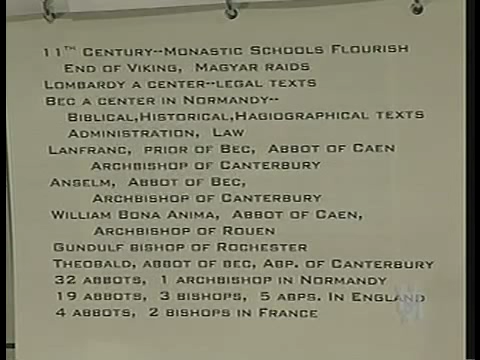 11TH CENTURY--MONASTIC SCHOOLS FLOURISH
END OF VIKING, MAGYAR RAIDS
LOMBARDY A CENTER--LEGAL TEXTS
BEC A CENTER IN NORMANDY--
BIBLICAL,HISTORICAL,HAGIOGRAPHICAL TEXTS
ADMINISTRATION, LAW
LANFRANC, PRIOR OF BEC, ABBOT OF CAEN
ARCHBISHOP OF CANTERBURY
ANSELM, ABBOT OF BEC,
ARCHBISHOP OF CANTERBURY
WILLIAM BONA ANIMA, ABBOT OF CAEN,
ARCHBISHOP OF ROUEN
GUNDULF BISHOP OF ROCHESTER
THEOBALD, ABBOT OF BEC, ABP. OF CANTERBURY
32 ABBOTS, 1 ARCHBISHOP IN NORMANDY
19 ABBOTS, 3 BISHOPS, 5 ABPS. IN ENGLAND
4 ABBOTS, 2 BISHOPS IN FRANCE